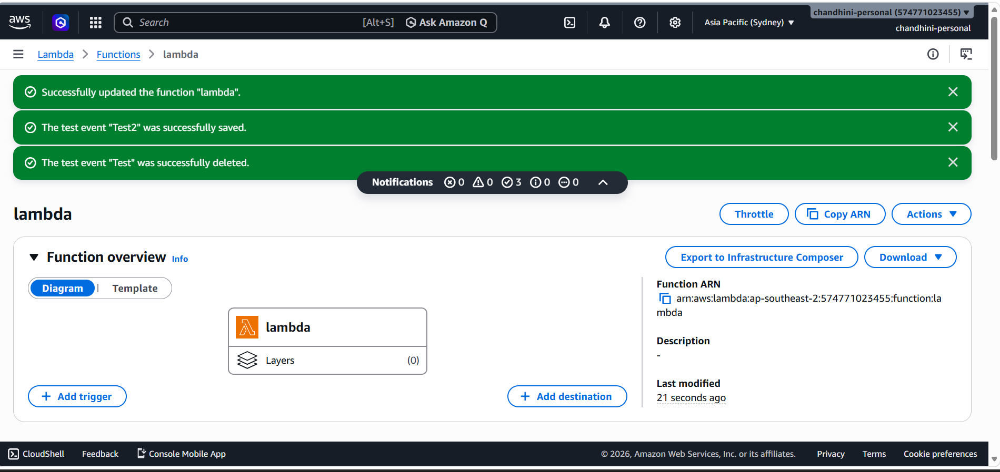 aws
Search
[Alt+S]
Ask Amazon Q
Asia Pacific (Sydney) ▼
chandhini-personal (574771023455) ▼
chandhini-personal
Lambda > Functions > lambda
Successfully updated the function "lambda".
The test event "Test2" was successfully saved.
The test event "Test" was successfully deleted.
Notifications 0 0 3 0 0
lambda
Throttle
Copy ARN
Actions ▼
Function overview Info
Export to Infrastructure Composer
Download ▼
Diagram | Template
lambda
Layers (0)
+ Add trigger
+ Add destination
Function ARN
arn:aws:lambda:ap-southeast-2:574771023455:function:la
mbda
Description
-
Last modified
21 seconds ago
CloudShell Feedback Console Mobile App
© 2026, Amazon Web Services, Inc. or its affiliates. Privacy Terms Cookie preferences